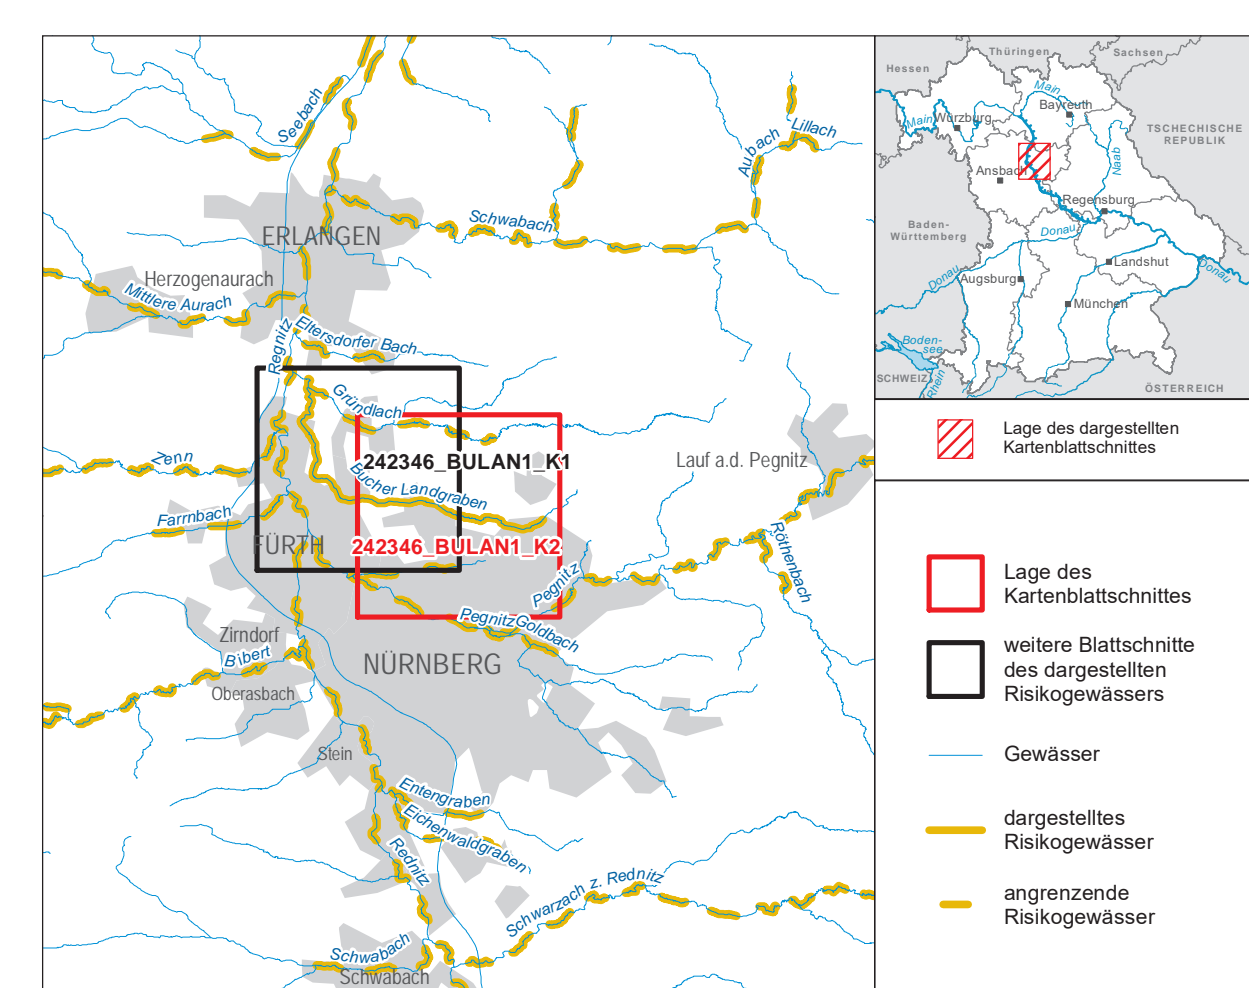 Seebach
Aubach
Lillach
Schwabach
ERLANGEN
Herzogenaurach
Mittlere Aurach
Regnitz
Eltersdorfer Bach
Gründlach
Zenn
242346_BULAN1_K1
Bucher Landgraben
Lauf a.d. Pegnitz
Farrnbach
FÜRTH
242346_BULAN1_K2
Röthenbach
Pegnitz
Pegnitz
Goldbach
Zirndorf
Bibert
NÜRNBERG
Oberasbach
Stein
Entengraben
Eichenwaldgraben
Rednitz
Schwarzach z. Rednitz
Schwabach
Schwabach
Thüringen
Sachsen
Hessen
Main
Bayreuth
Main
Würzburg
TSCHECHISCHE
REPUBLIK
Naab
Ansbach
Regensburg
Baden-
Württemberg
Donau
Landshut
Donau
Donau
Augsburg
München
Boden-
see
SCHWEIZ
Rhein
ÖSTERREICH
Lage des dargestellten
Kartenblattschnittes
Lage des
Kartenblattschnittes
weitere Blattschnitte
des dargestellten
Risikogewässers
Gewässer
dargestelltes
Risikogewässer
angrenzende
Risikogewässer